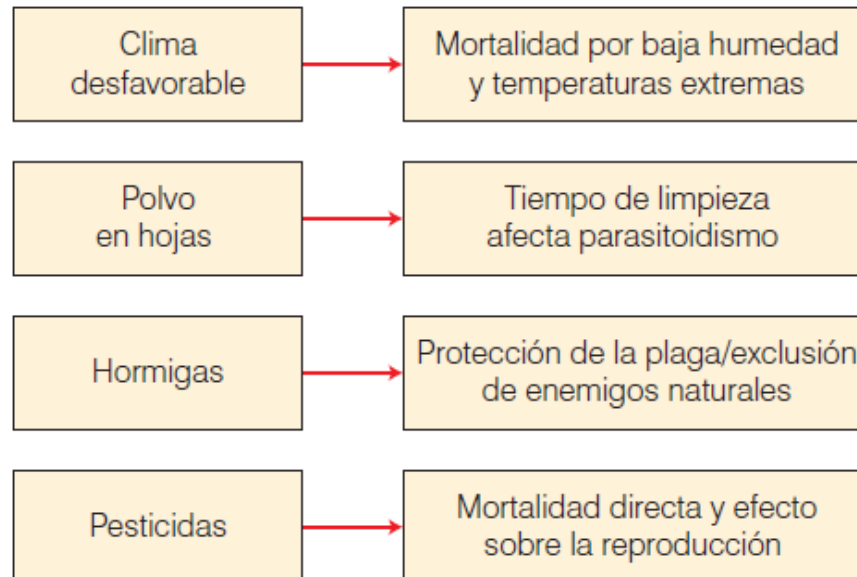 Clima
desfavorable
Mortalidad por baja humedad
y temperaturas extremas
Polvo
en hojas
Tiempo de limpieza
afecta parasitoidismo
Hormigas
Protección de la plaga/exclusión
de enemigos naturales
Pesticidas
Mortalidad directa y efecto
sobre la reproducción